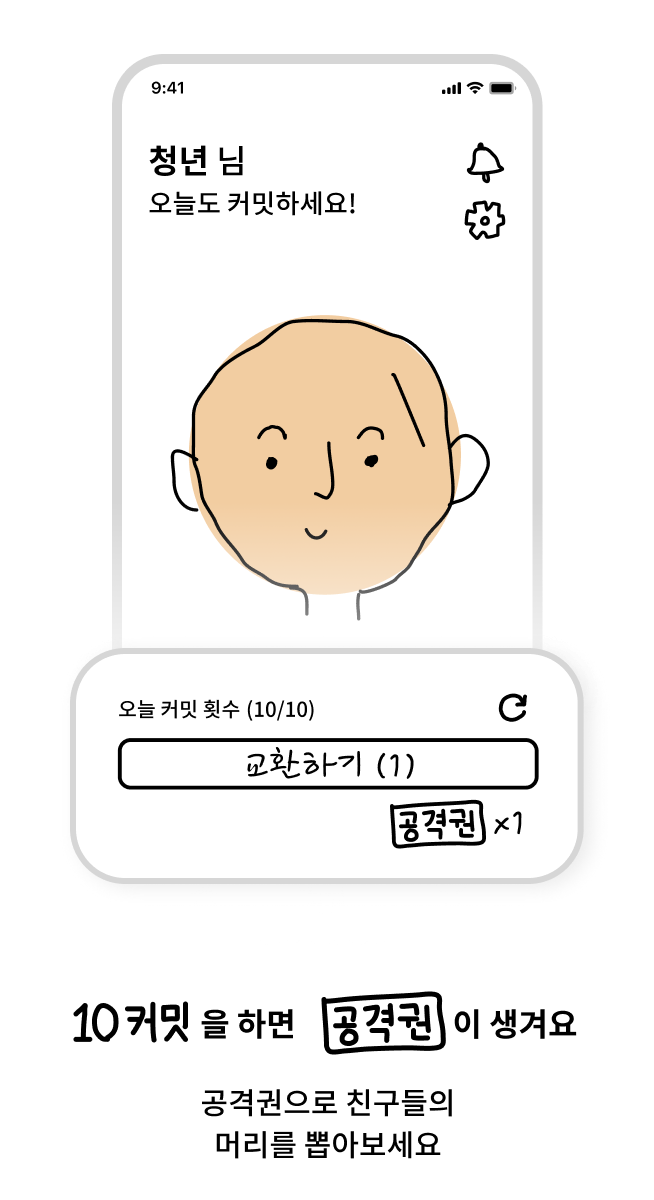 9:41
청년 님
오늘도 커밋하세요!
오늘 커밋 횟수 (10/10)
교환하기 (1)
공격권 x1
10커밋 을 하면 공격권 이 생겨요
공격권으로 친구들의
머리를 뽑아보세요